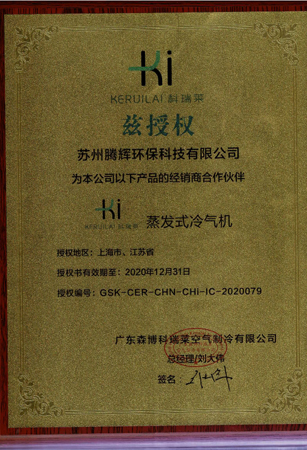 Ki
KERUILAI 科瑞莱
兹授权
苏州腾辉环保科技有限公司
为本公司以下产品的经销商合作伙伴
Ki
KERUILAI 科瑞莱
蒸发式冷气机
授权地区：上海市、江苏省
授权书有效期至：2020年12月31日
授权编号：GSK-CER-CHN-CHi-IC-2020079
广东森博科瑞莱空气制冷有限公司
总经理/刘大伟
签名：